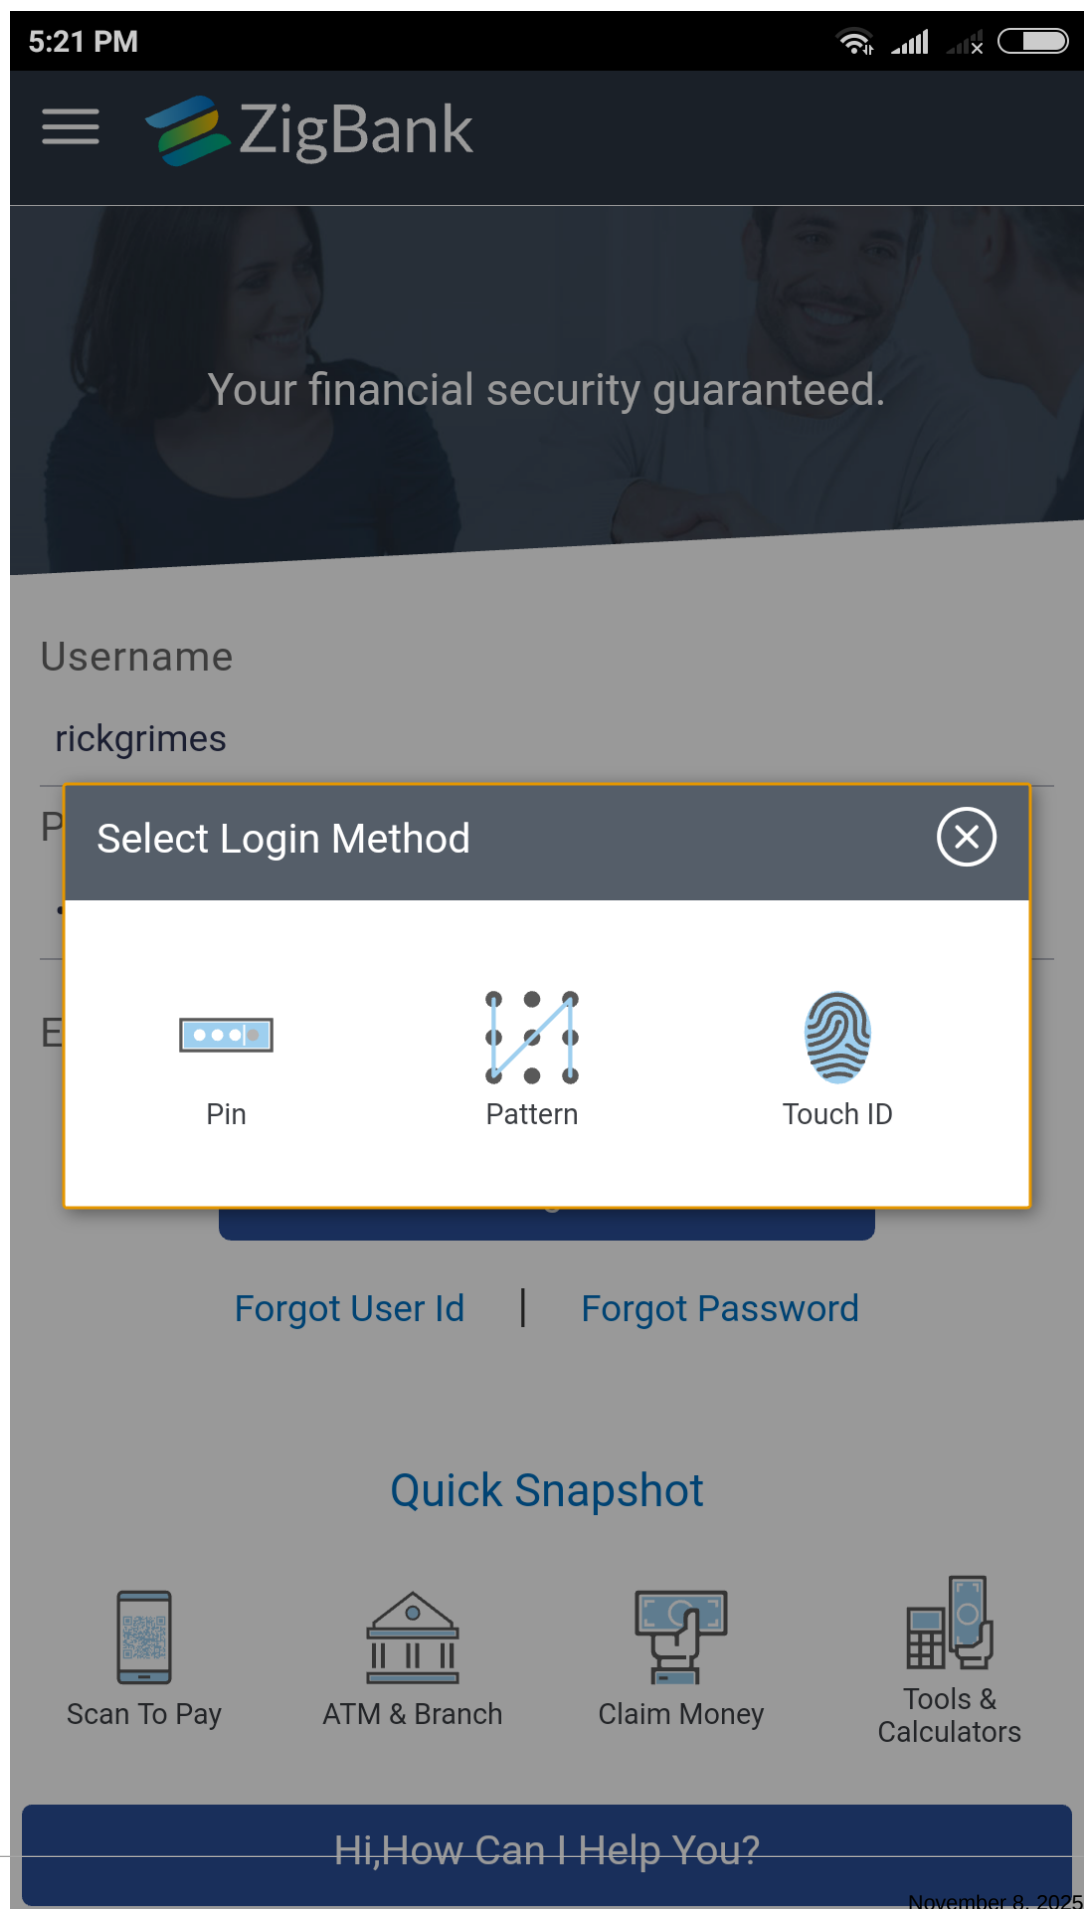 5:21 PM
ZigBank
Your financial security guaranteed.
Username
rickgrimes
P
Select Login Method
E
Pin
Pattern
Touch ID
Forgot User Id | Forgot Password
Quick Snapshot
Scan To Pay
ATM & Branch
Claim Money
Tools &
Calculators
Hi,How Can I Help You?
November 8, 2025